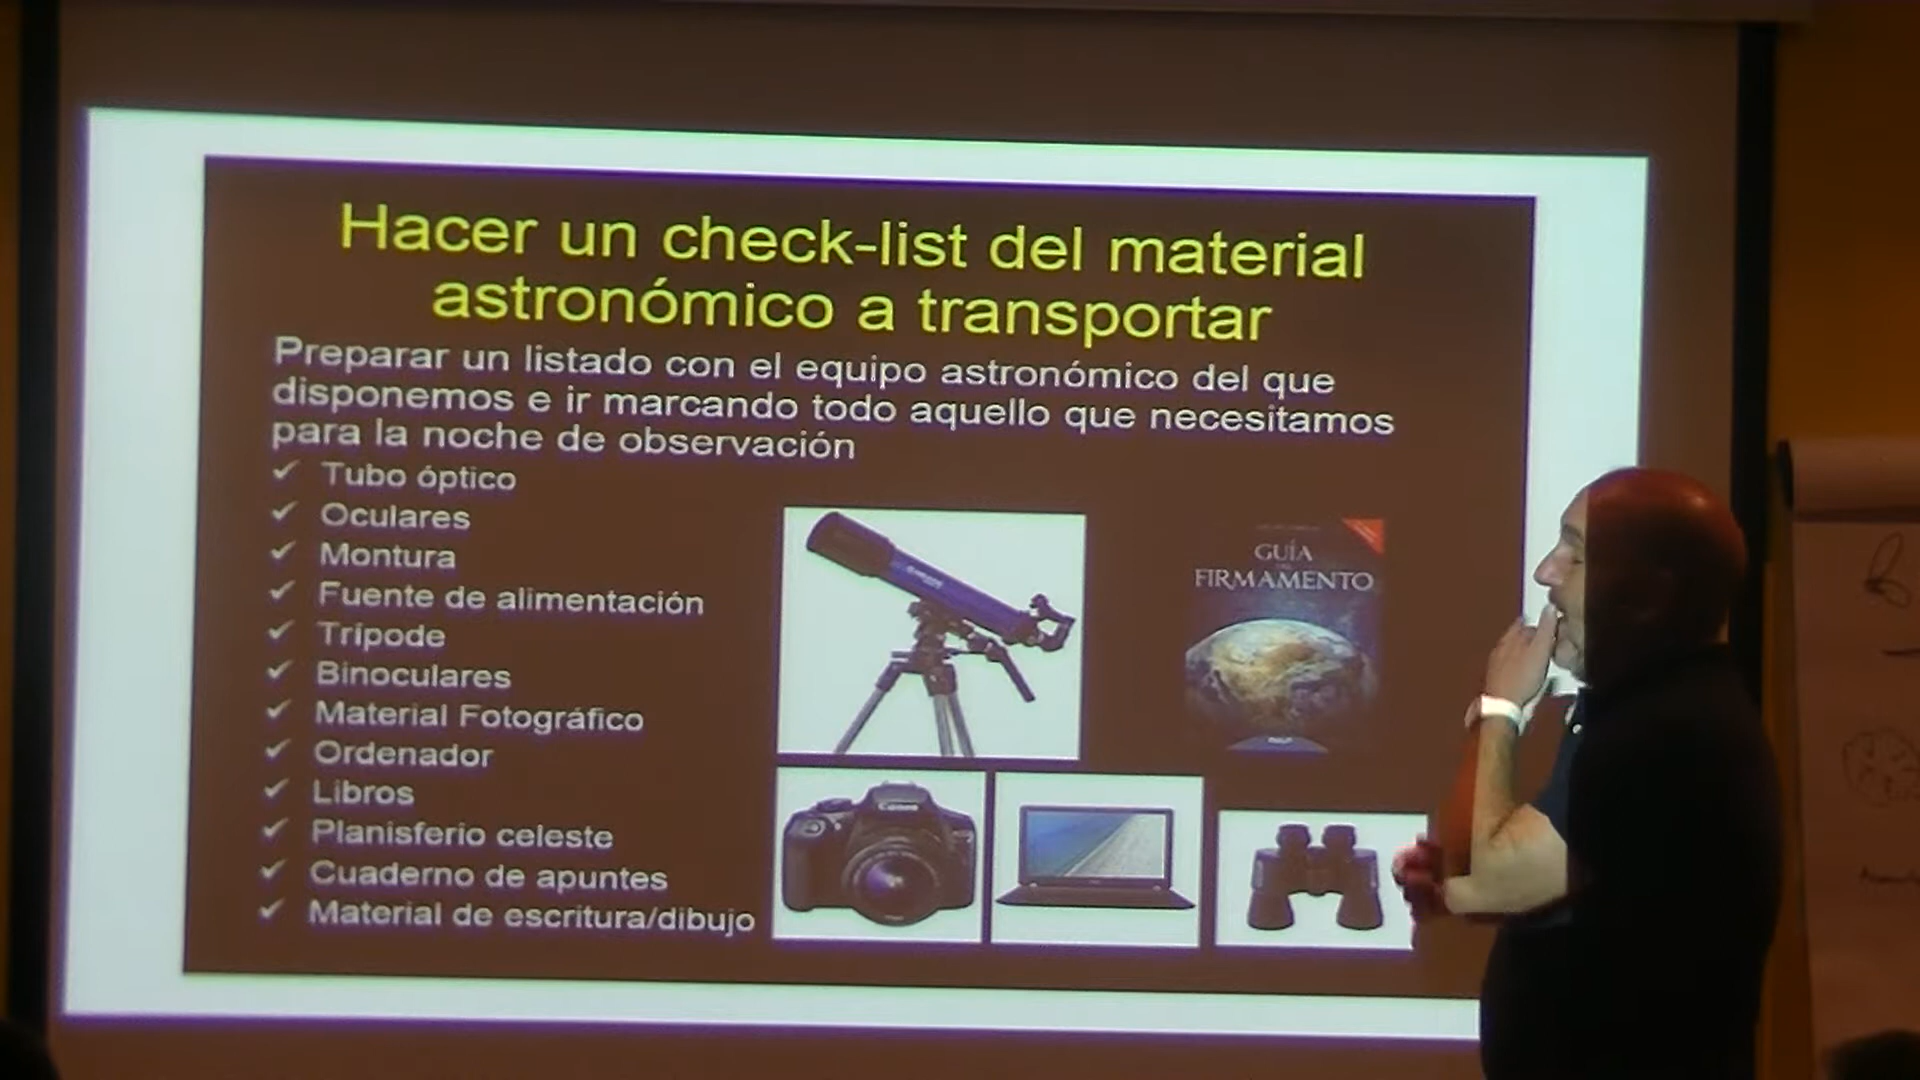 Hacer un check-list del material
astronómico a transportar
Preparar un listado con el equipo astronómico del que
disponemos e ir marcando todo aquello que necesitamos
para la noche de observación
✓ Tubo óptico
✓ Oculares
✓ Montura
✓ Fuente de alimentación
✓ Trípode
✓ Binoculares
✓ Material Fotográfico
✓ Ordenador
✓ Libros
✓ Planisferio celeste
✓ Cuaderno de apuntes
✓ Material de escritura/dibujo
GUÍA
FIRMAMENTO
Canon